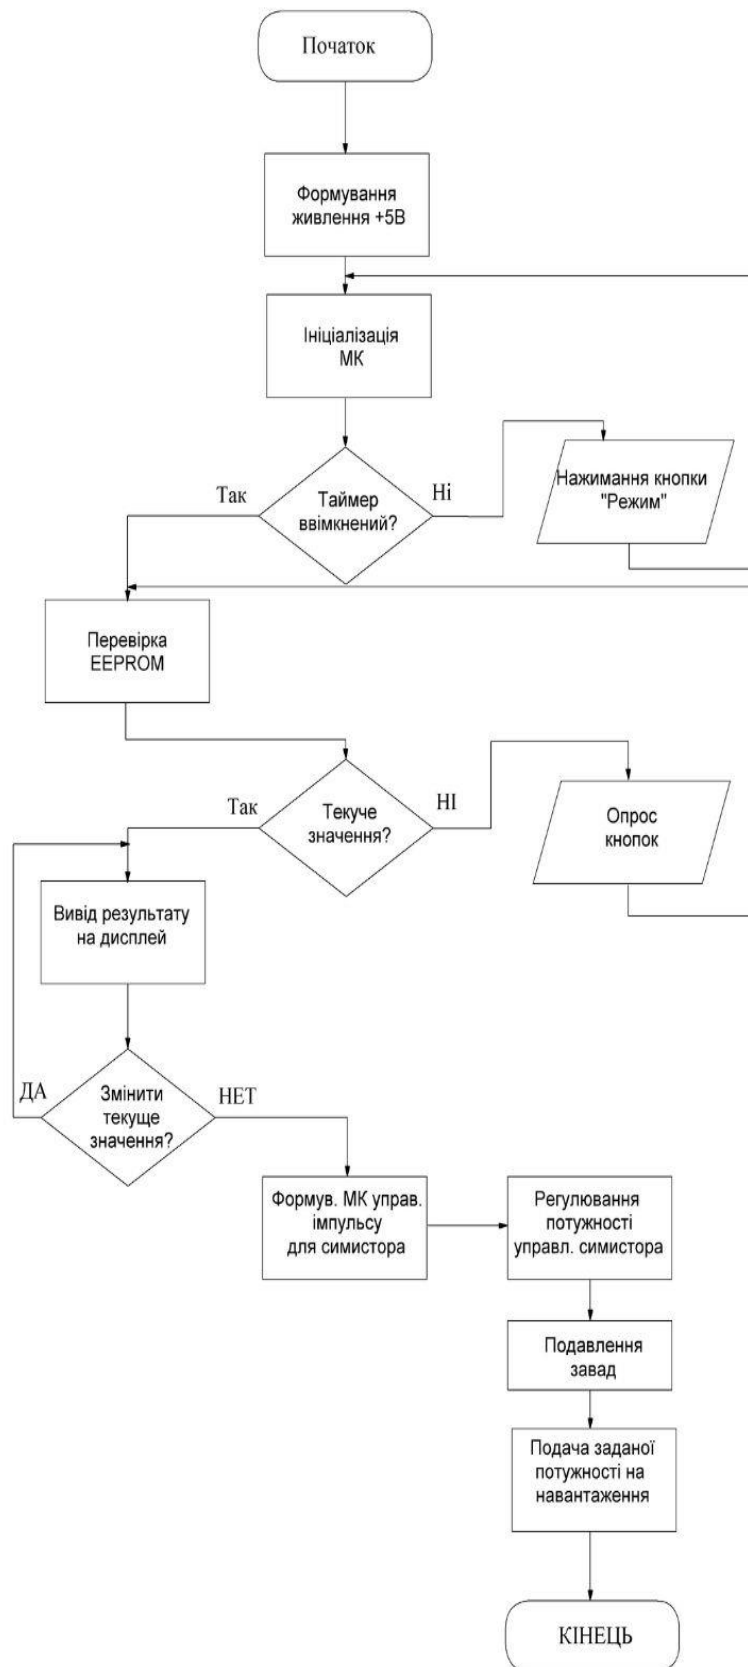 Початок
Формування
живлення +5В
Ініціалізація
МК
Таймер
ввімкнений?
Так
Ні
Нажимання кнопки
"Режим"
Перевірка
EEPROM
Текуче
значення?
Так
НІ
Опрос
кнопок
Вивід результату
на дисплей
Змінити
текуще
значення?
ДА
НЕТ
Формув. МК управ.
імпульсу
для симистора
Регулювання
потужності
управл. симистора
Подавлення
завад
Подача заданої
потужності на
навантаження
КІНЕЦЬ